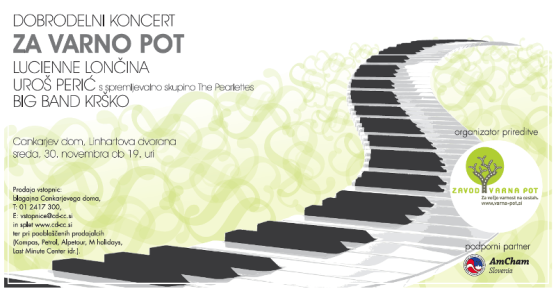 DOBRODELNI KONCERT
ZA VARNO POT
LUCIENNE LONČINA
UROŠ PERIĆ s spremljevalno skupino The Pearlettes
BIG BAND KRŠKO
Cankarjev dom, Linhartova dvorana
sreda, 30. novembra ob 19. uri
Prodaja vstopnic:
blagajna Cankarjevega doma,
T: 01 2417 300,
E: vstopnice@cd-cc.si
in splet www.cd-cc.si
ter pri pooblaščenih prodajalcih
(Kompas, Petrol, Alpetour, M holidays,
Last Minute Center idr.).
organizator prireditve
ZAVOD VARNA POT
Za večjo varnost na cestah.
www.varna-pot.si
podporni partner
AmCham
Slovenia